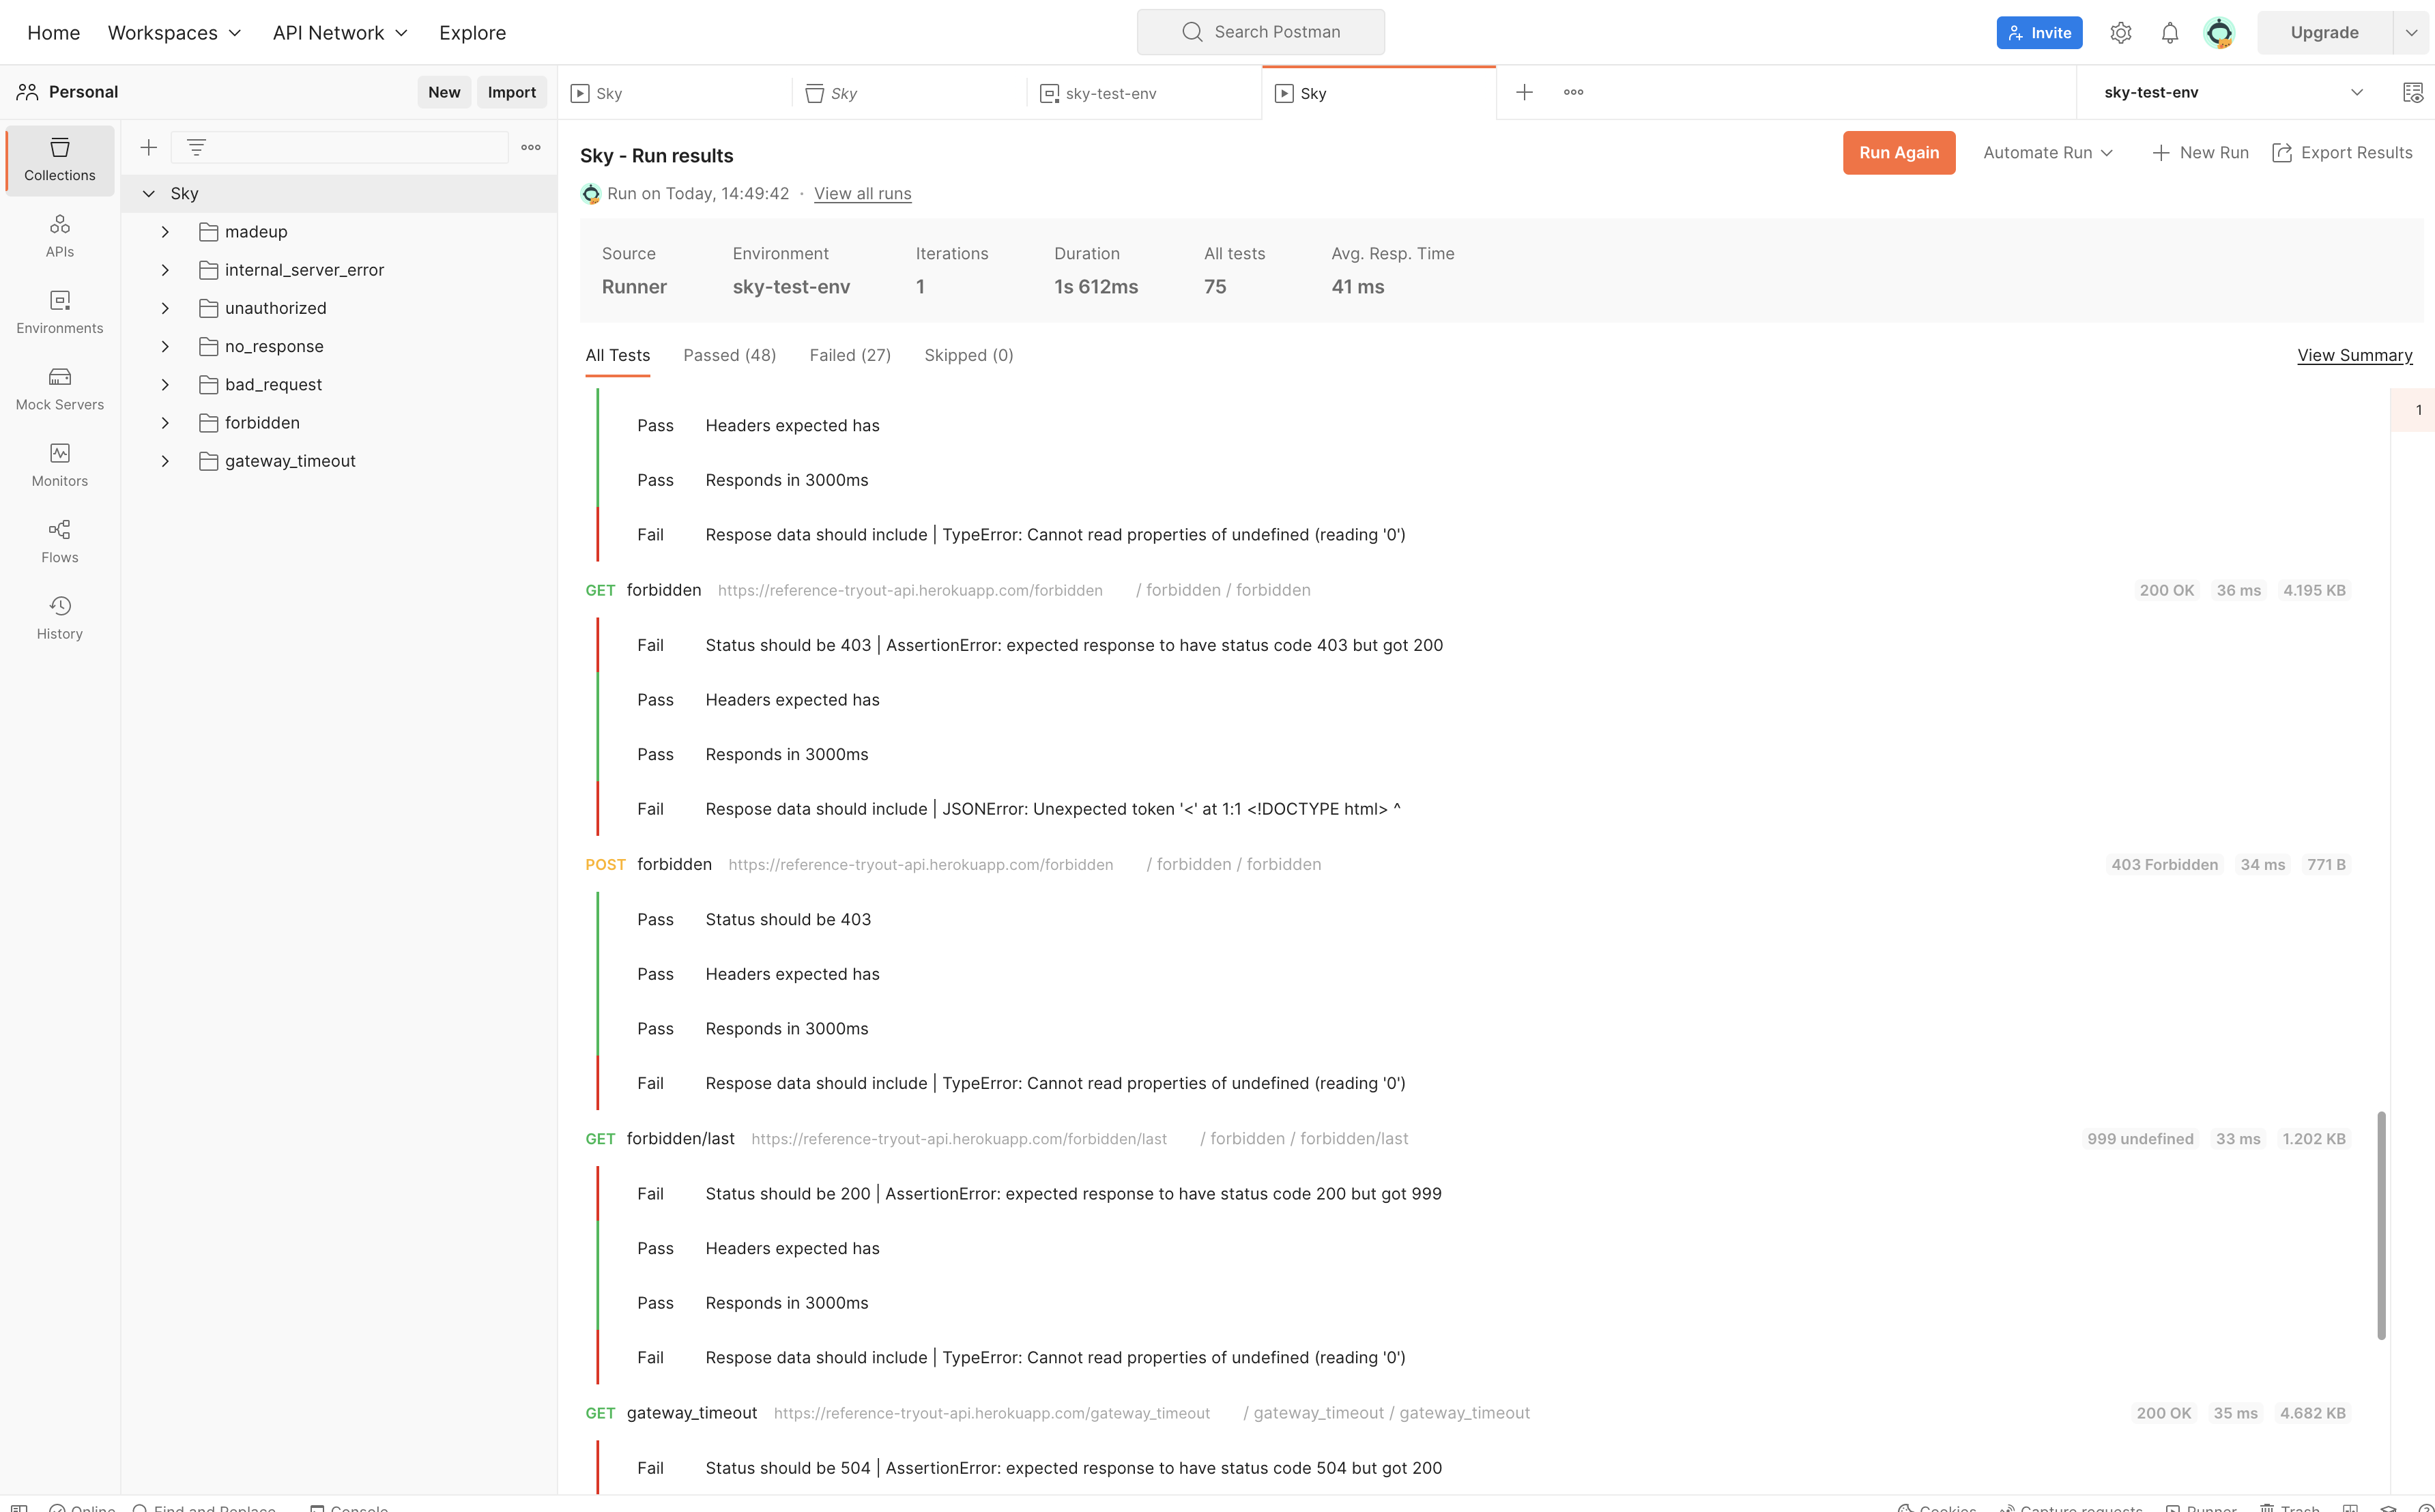 Home Workspaces API Network Explore Search Postman Invite Upgrade
Personal New Import Sky Sky sky-test-env Sky sky-test-env
Collections
APIs
Environments
Mock Servers
Monitors
Flows
History
Sky
madeup
internal_server_error
unauthorized
no_response
bad_request
forbidden
gateway_timeout
Sky - Run results Run Again Automate Run New Run Export Results
Run on Today, 14:49:42 · View all runs
Source Environment Iterations Duration All tests Avg. Resp. Time
Runner sky-test-env 1 1s 612ms 75 41 ms
All Tests Passed (48) Failed (27) Skipped (0) View Summary
1
Pass Headers expected has
Pass Responds in 3000ms
Fail Respose data should include | TypeError: Cannot read properties of undefined (reading '0')
GET forbidden https://reference-tryout-api.herokuapp.com/forbidden / forbidden / forbidden 200 OK 36 ms 4.195 KB
Fail Status should be 403 | AssertionError: expected response to have status code 403 but got 200
Pass Headers expected has
Pass Responds in 3000ms
Fail Respose data should include | JSONError: Unexpected token '<' at 1:1 <!DOCTYPE html> ^
POST forbidden https://reference-tryout-api.herokuapp.com/forbidden / forbidden / forbidden 403 Forbidden 34 ms 771 B
Pass Status should be 403
Pass Headers expected has
Pass Responds in 3000ms
Fail Respose data should include | TypeError: Cannot read properties of undefined (reading '0')
GET forbidden/last https://reference-tryout-api.herokuapp.com/forbidden/last / forbidden / forbidden/last 999 undefined 33 ms 1.202 KB
Fail Status should be 200 | AssertionError: expected response to have status code 200 but got 999
Pass Headers expected has
Pass Responds in 3000ms
Fail Respose data should include | TypeError: Cannot read properties of undefined (reading '0')
GET gateway_timeout https://reference-tryout-api.herokuapp.com/gateway_timeout / gateway_timeout / gateway_timeout 200 OK 35 ms 4.682 KB
Fail Status should be 504 | AssertionError: expected response to have status code 504 but got 200
Online Find and Replace Console Cookies Capture requests Runner Trash